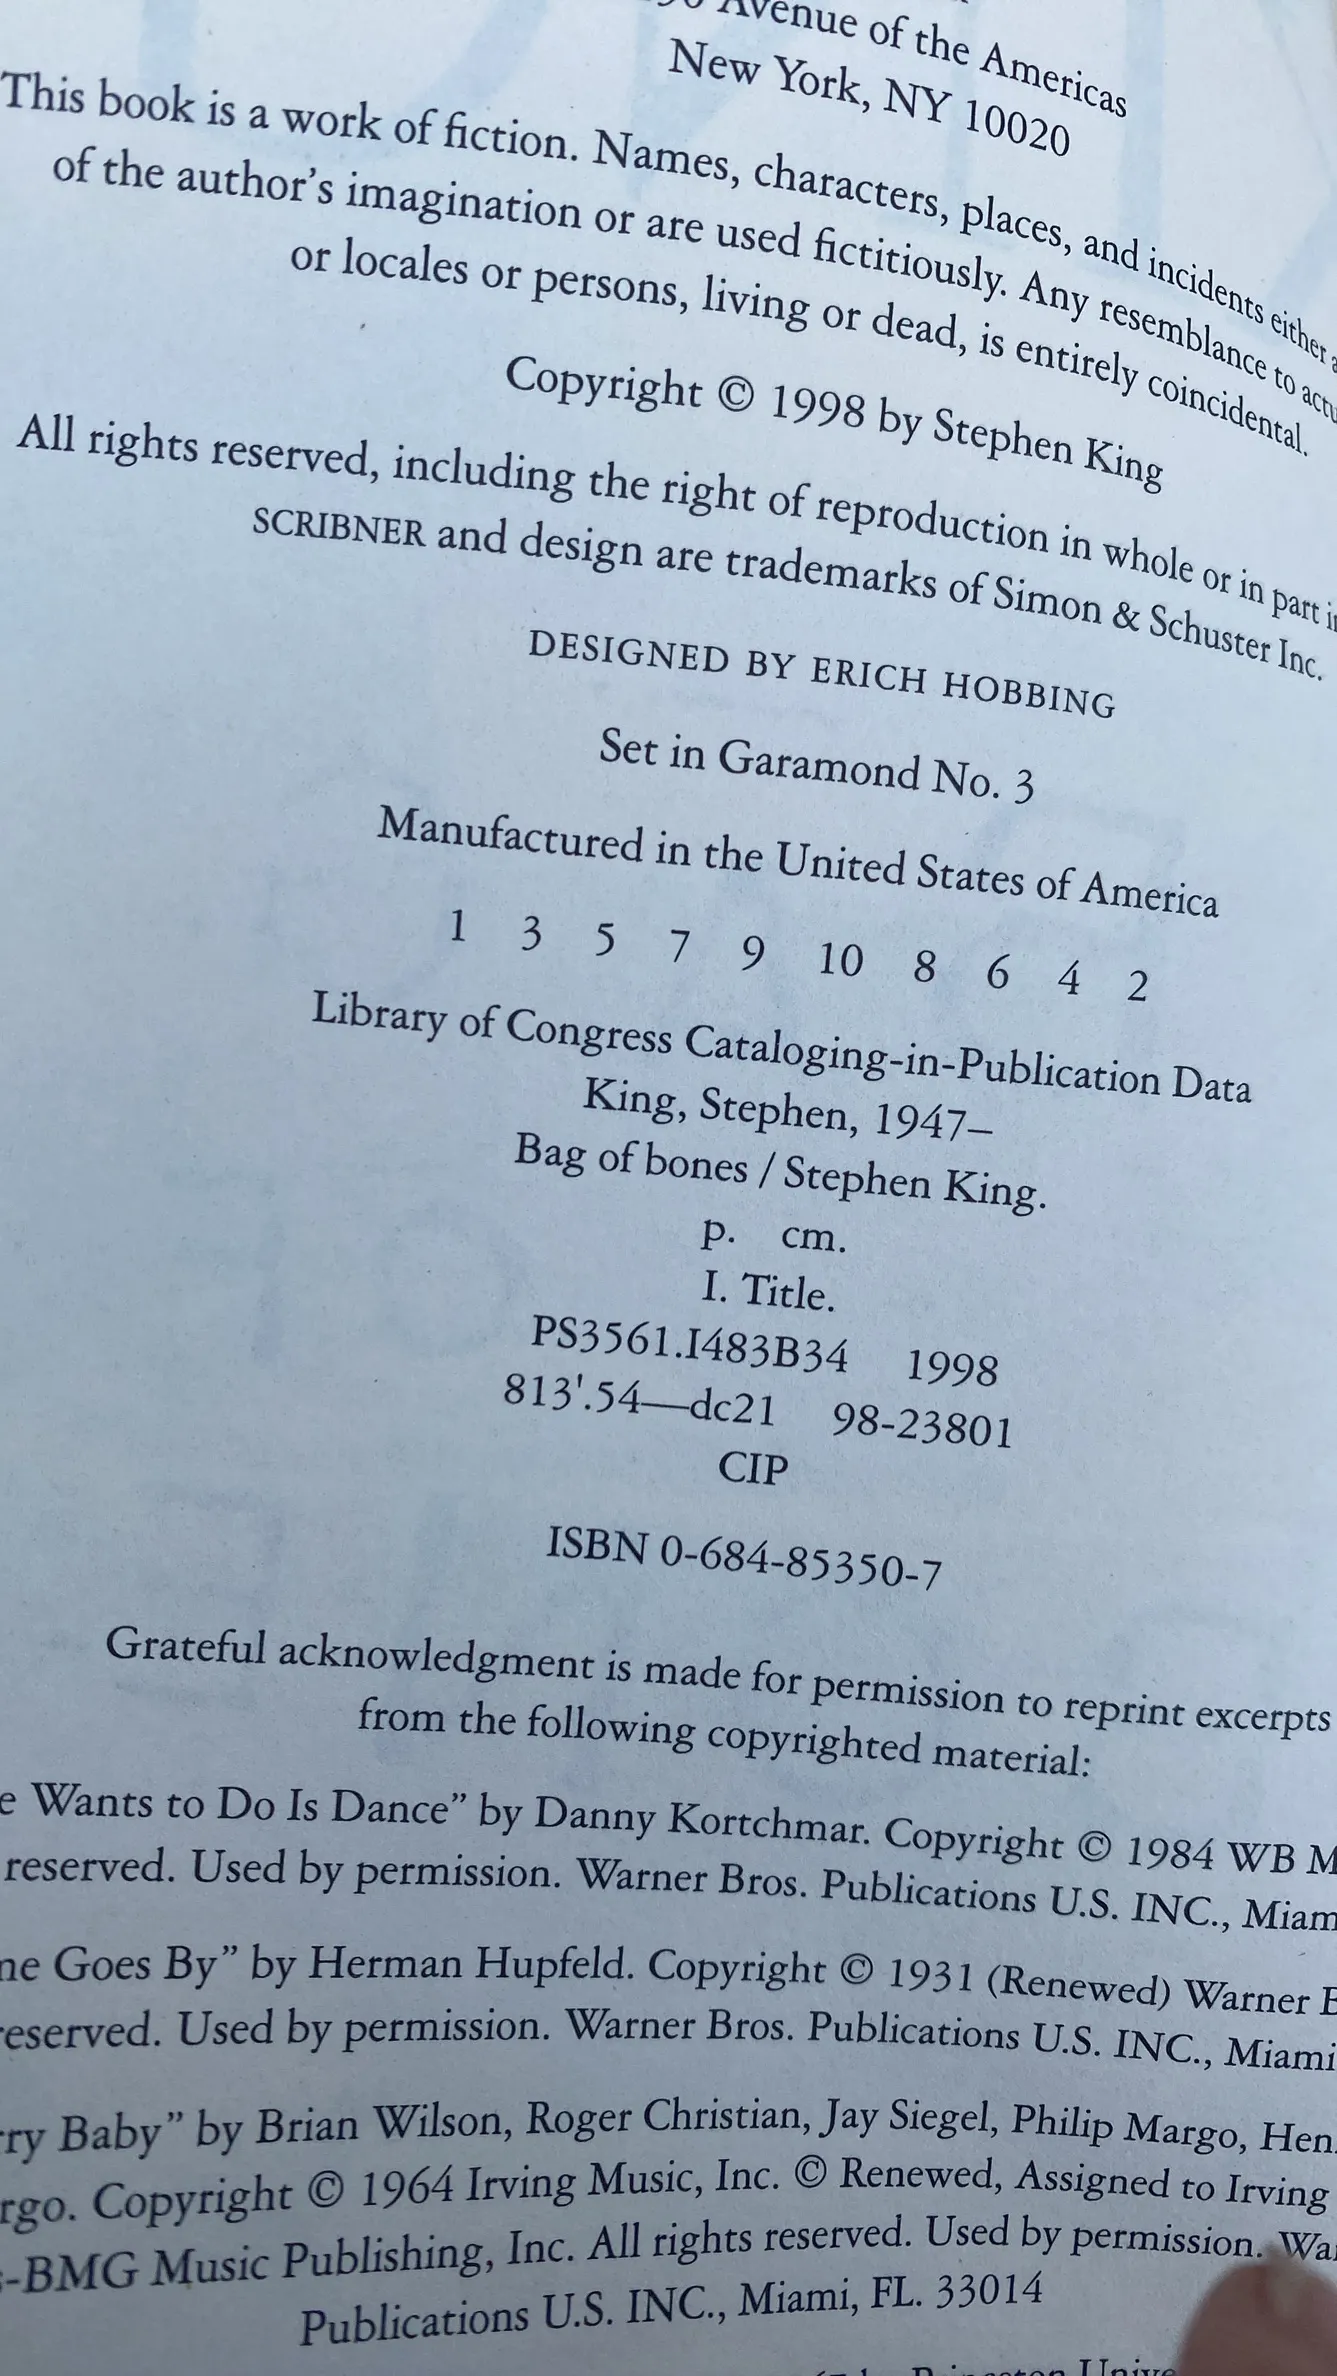 Avenue of the Americas
New York, NY 10020
This book is a work of fiction. Names, characters, places, and incidents either
of the author's imagination or are used fictitiously. Any resemblance to actu
or locales or persons, living or dead, is entirely coincidental.
Copyright © 1998 by Stephen King
All rights reserved, including the right of reproduction in whole or in part in
SCRIBNER and design are trademarks of Simon & Schuster Inc.
DESIGNED BY ERICH HOBBING
Set in Garamond No. 3
Manufactured in the United States of America
1 3 5 7 9 10 8 6 4 2
Library of Congress Cataloging-in-Publication Data
King, Stephen, 1947–
Bag of bones / Stephen King.
p. cm.
I. Title.
PS3561.I483B34 1998
813'.54—dc21 98-23801
CIP
ISBN 0-684-85350-7
Grateful acknowledgment is made for permission to reprint excerpts
from the following copyrighted material:
e Wants to Do Is Dance” by Danny Kortchmar. Copyright © 1984 WB M
reserved. Used by permission. Warner Bros. Publications U.S. INC., Miam
ne Goes By” by Herman Hupfeld. Copyright © 1931 (Renewed) Warner B
reserved. Used by permission. Warner Bros. Publications U.S. INC., Miami
rry Baby” by Brian Wilson, Roger Christian, Jay Siegel, Philip Margo, Hen
rgo. Copyright © 1964 Irving Music, Inc. © Renewed, Assigned to Irving
s-BMG Music Publishing, Inc. All rights reserved. Used by permission. War
Publications U.S. INC., Miami, FL. 33014